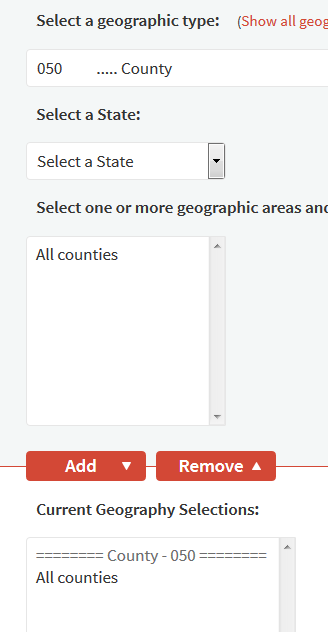 Select a geographic type: (Show all geog
050 ..... County
Select a State:
Select a State
Select one or more geographic areas and
All counties
Add Remove
Current Geography Selections:
======== County - 050 ========
All counties